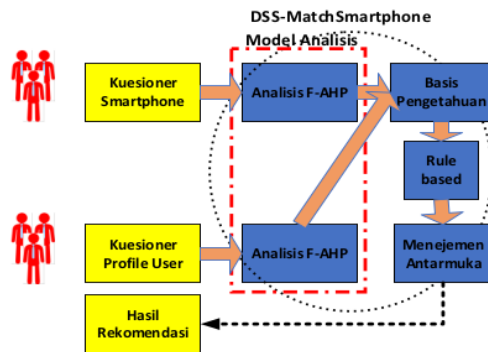 DSS-MatchSmartphone
Model Analisis
Kuesioner
Smartphone
Analisis F-AHP
Basis
Pengetahuan
Rule
based
Kuesioner
Profile User
Analisis F-AHP
Menejemen
Antarmuka
Hasil
Rekomendasi